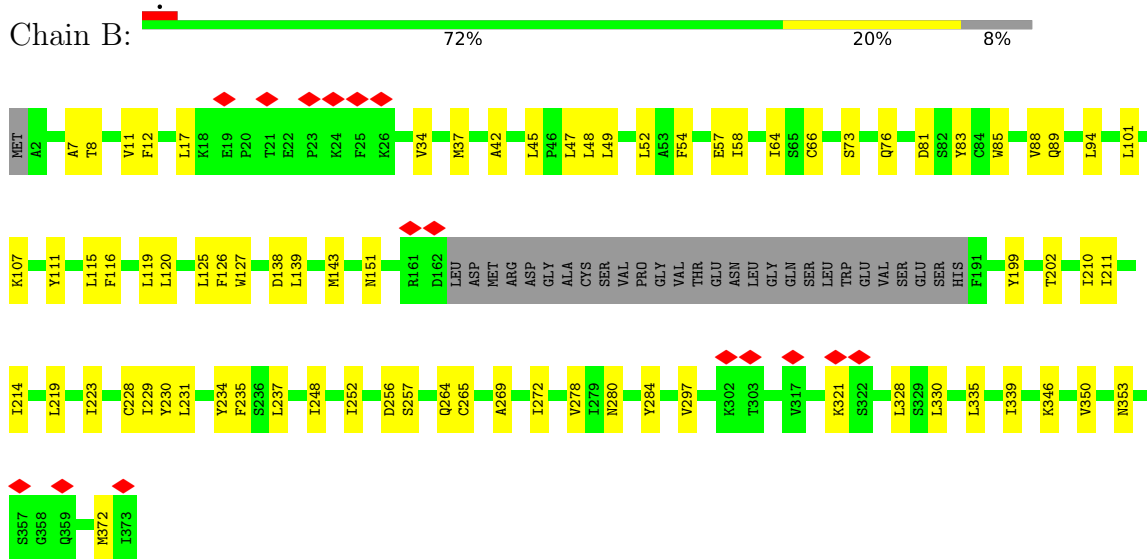 Chain B:
72% 20% 8%
MET A2 A7 T8 V11 F12 L17 K18 E19 P20 T21 E22 P23 K24 F25 K26 V34 M37 A42 L45 P46 L47 L48 L49 L52 A53 F54 E57 I58 I64 S65 C66 S73 Q76 D81 S82 Y83 C84 W85 V88 Q89 L94 L101
K107 Y111 L115 F116 L119 L120 L125 F126 W127 D138 L139 M143 N151 R161 D162 LEU ASP MET ARG ASP GLY ALA CYS SER VAL PRO GLY VAL THR GLU ASN LEU GLY GLN SER LEU TRP GLU VAL SER GLU SER HIS F191 Y199 T202 I210 I211
I214 L219 I223 C228 I229 Y230 L231 Y234 F235 S236 L237 I248 I252 D256 S257 Q264 C265 A269 I272 V278 I279 N280 Y284 V297 K302 T303 V317 K321 S322 L328 S329 L330 L335 I339 K346 V350 N353
S357 G358 Q359 M372 I373